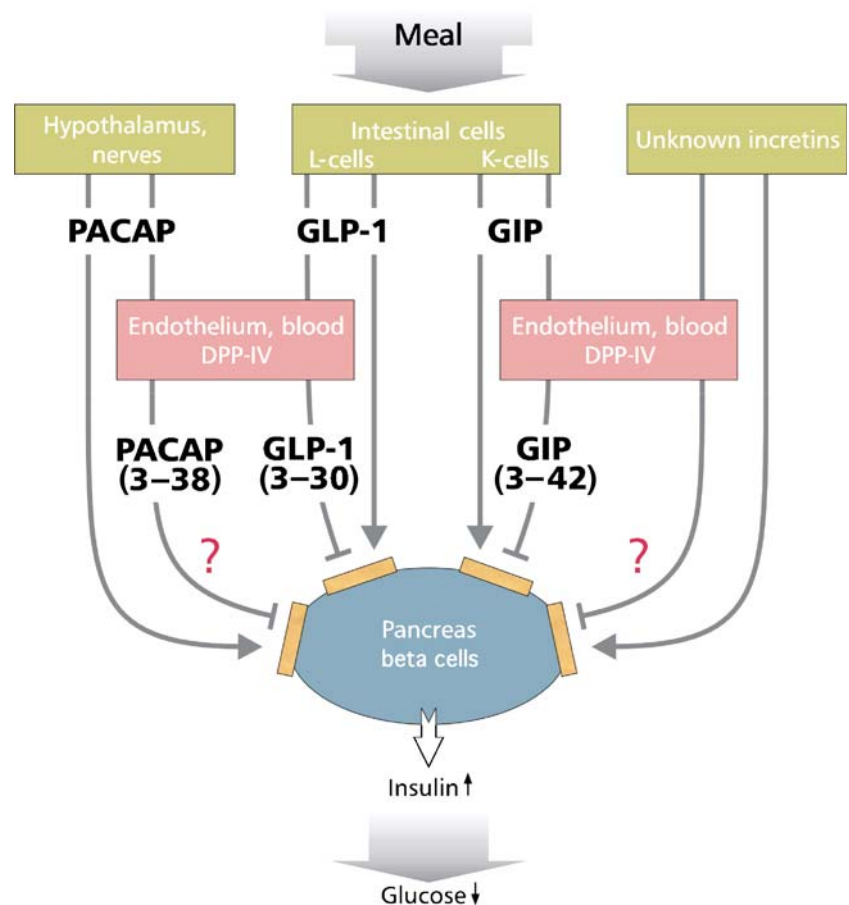 Meal
Hypothalamus,
nerves
Intestinal cells
L-cells K-cells
Unknown incretins
PACAP
GLP-1
GIP
Endothelium, blood
DPP-IV
Endothelium, blood
DPP-IV
PACAP
(3–38)
GLP-1
(3–30)
GIP
(3–42)
?
?
Pancreas
beta cells
Insulin
Glucose